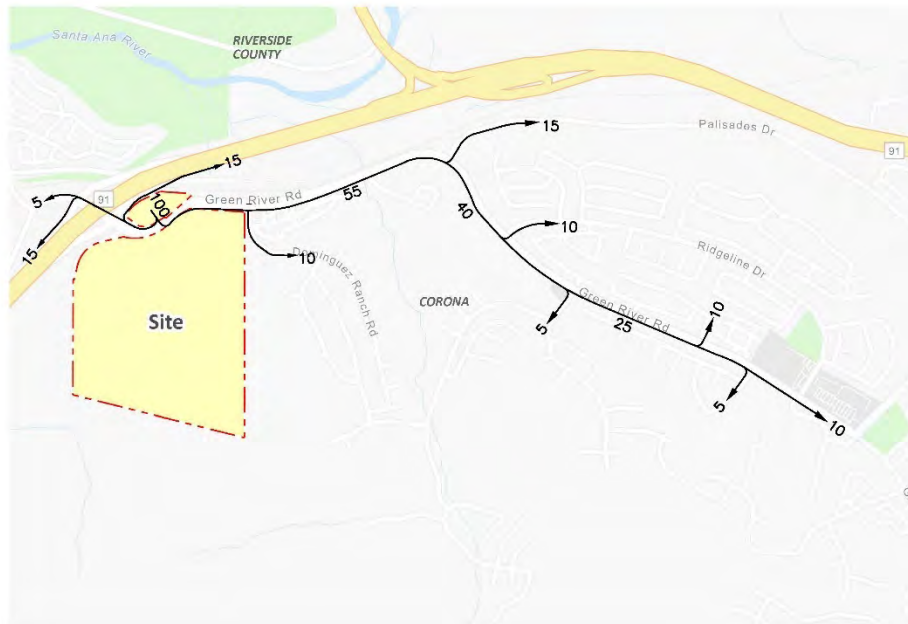 Santa Ana River
RIVERSIDE
COUNTY
Palisades Dr
15
91
15
Green River Rd
55
5
91
100
40
10
15
10
Dominguez Ranch Rd
Ridgeline Dr
CORONA
Site
5
Green River Rd
25
10
5
10